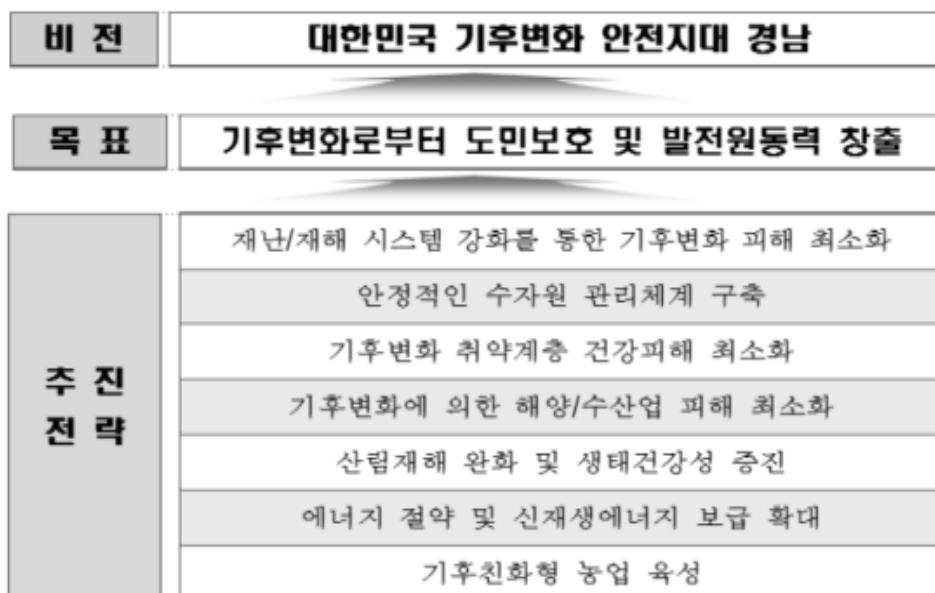 비 전
대한민국 기후변화 안전지대 경남
목 표
기후변화로부터 도민보호 및 발전원동력 창출
추 진
전 략
재난/재해 시스템 강화를 통한 기후변화 피해 최소화
안정적인 수자원 관리체계 구축
기후변화 취약계층 건강피해 최소화
기후변화에 의한 해양/수산업 피해 최소화
산림재해 완화 및 생태건강성 증진
에너지 절약 및 신재생에너지 보급 확대
기후친화형 농업 육성